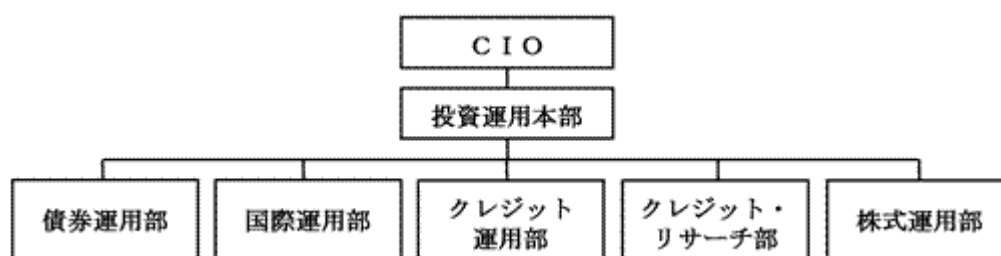 ＣＩＯ
投資運用本部
債券運用部
国際運用部
クレジット
運用部
クレジット・
リサーチ部
株式運用部